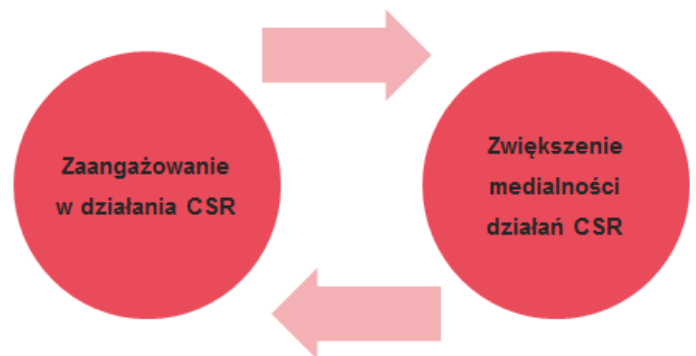 Zaangażowanie
w działania CSR
Zwiększenie
medialności
działań CSR